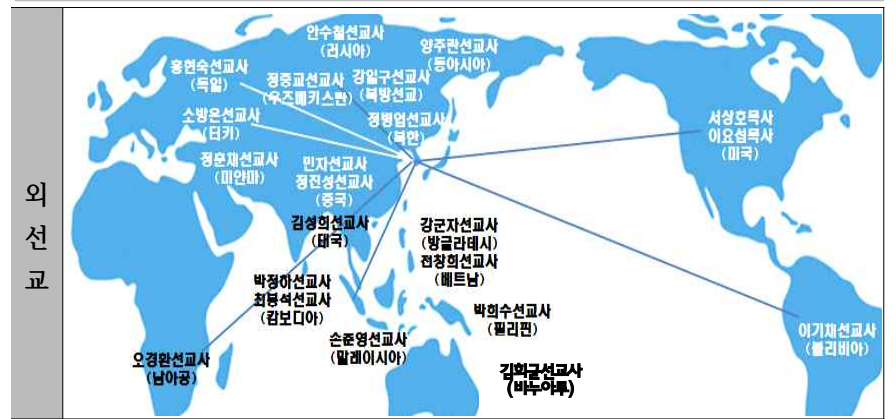 외
선
교
안수철선교사
(러시아)
양주란선교사
(동아시아)
홍현숙선교사
(독일)
정중교선교사
(우즈베키스탄)
강일구선교사
(북방선교)
소방은선교사
(터키)
정병업선교사
(북한)
서상호목사
이요섭목사
(미국)
정훈채선교사
(미얀마)
민자선교사
정진성선교사
(중국)
김성희선교사
(태국)
강군자선교사
(방글라데시)
전창희선교사
(베트남)
박정하선교사
최봉석선교사
(캄보디아)
박희수선교사
(필리핀)
이기채선교사
(볼리비아)
손준영선교사
(말레이시아)
오경환선교사
(남아공)
김희균선교사
(바누아투)